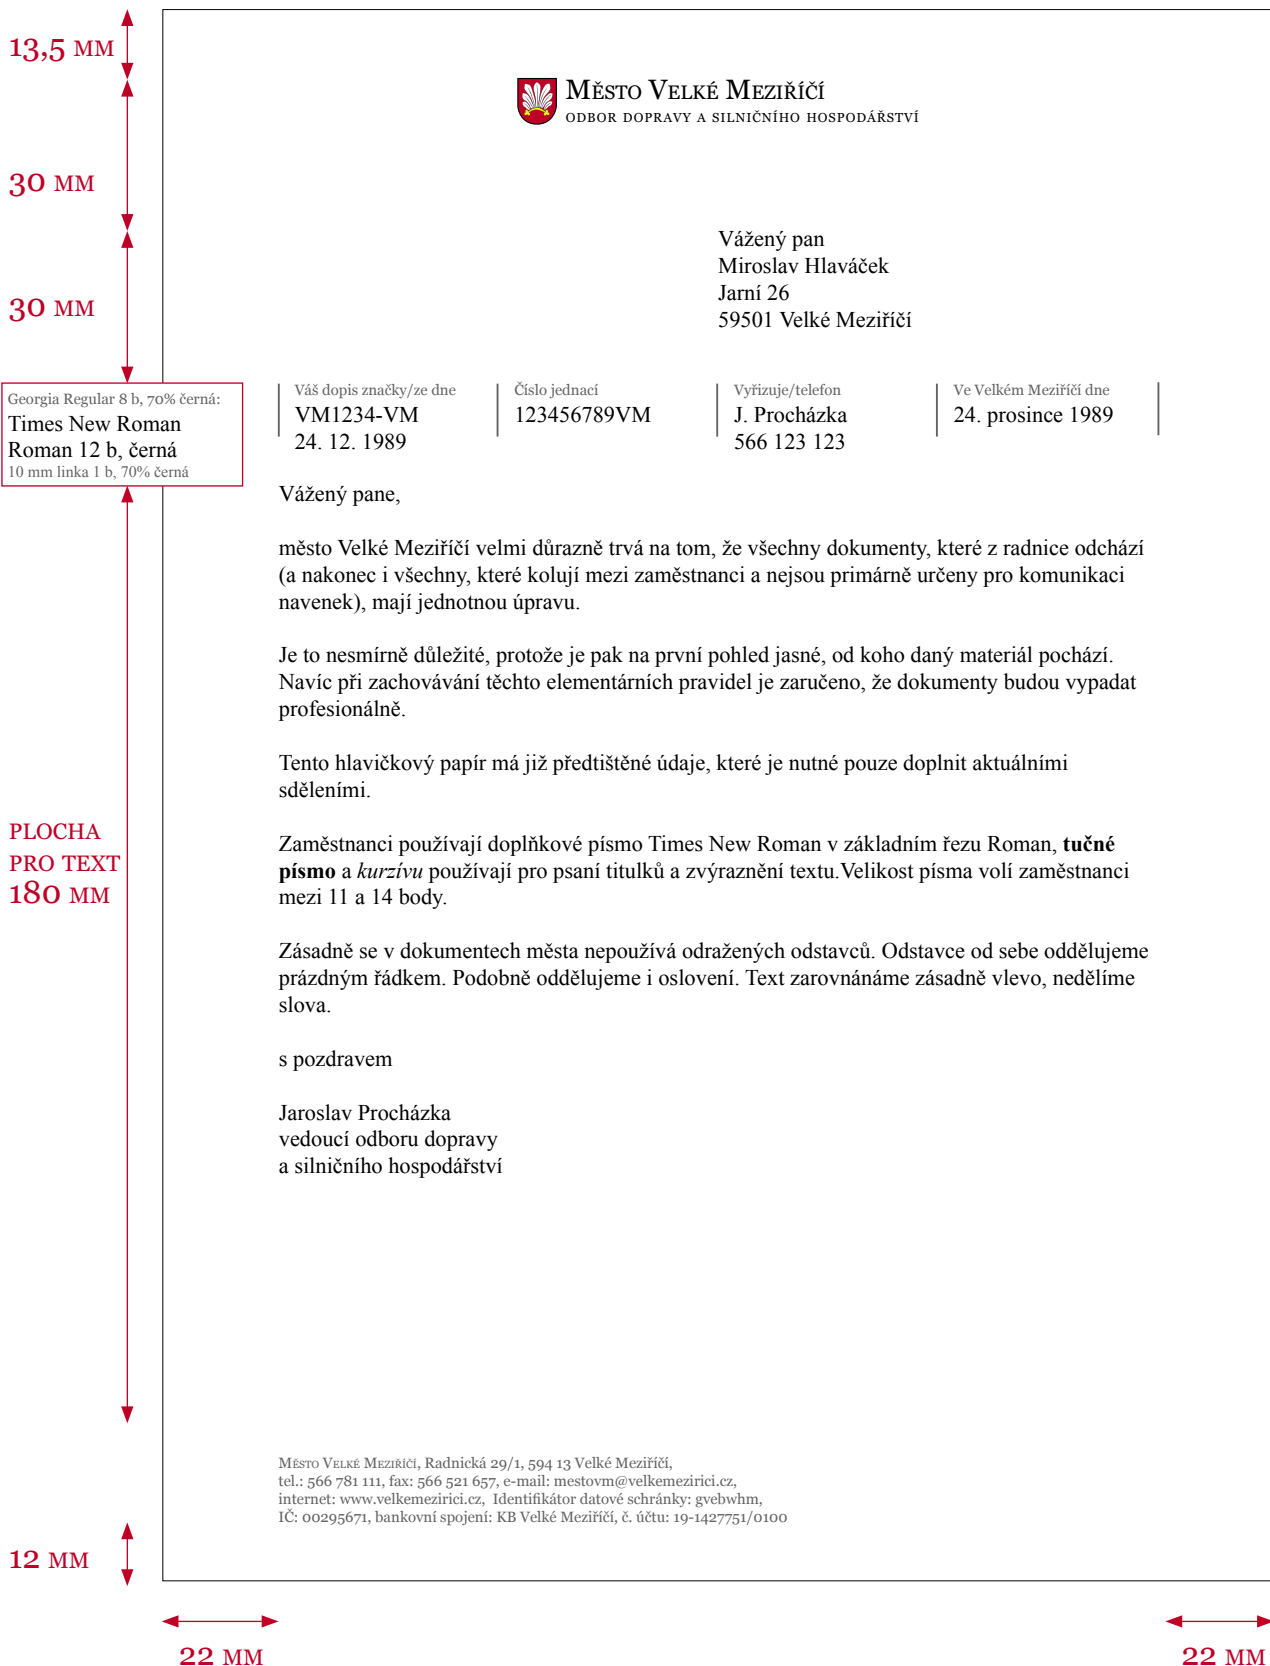 13,5 MM
Město Velké Meziříčí
ODBOR DOPRAVY A SILNIČNÍHO HOSPODÁŘSTVÍ
30 MM
Vážený pan
Miroslav Hlaváček
Jarní 26
59501 Velké Meziříčí
30 MM
Georgia Regular 8 b, 70% černá:
Times New Roman
Roman 12 b, černá
10 mm linka 1 b, 70% černá
Váš dopis značky/ze dne
VM1234-VM
24. 12. 1989
Číslo jednací
123456789VM
Vyřizuje/telefon
J. Procházka
566 123 123
Ve Velkém Meziříčí dne
24. prosince 1989
Vážený pane,
město Velké Meziříčí velmi důrazně trvá na tom, že všechny dokumenty, které z radnice odchází
(a nakonec i všechny, které kolují mezi zaměstnanci a nejsou primárně určeny pro komunikaci
navenek), mají jednotnou úpravu.
Je to nesmírně důležité, protože je pak na první pohled jasné, od koho daný materiál pochází.
Navíc při zachovávání těchto elementárních pravidel je zaručeno, že dokumenty budou vypadat
profesionálně.
Tento hlavičkový papír má již předtištěné údaje, které je nutné pouze doplnit aktuálními
sděleními.
PLOCHA
PRO TEXT
180 MM
Zaměstnanci používají doplňkové písmo Times New Roman v základním řezu Roman, tučné
písmo a kurzívu používají pro psaní titulků a zvýraznění textu.Velikost písma volí zaměstnanci
mezi 11 a 14 body.
Zásadně se v dokumentech města nepoužívá odražených odstavců. Odstavce od sebe oddělujeme
prázdným řádkem. Podobně oddělujeme i oslovení. Text zarovnánáme zásadně vlevo, nedělíme
slova.
s pozdravem
Jaroslav Procházka
vedoucí odboru dopravy
a silničního hospodářství
Město Velké Meziříčí, Radnická 29/1, 594 13 Velké Meziříčí,
tel.: 566 781 111, fax: 566 521 657, e-mail: mestovm@velkemezirici.cz,
internet: www.velkemezirici.cz, Identifikátor datové schránky: gvebwhm,
IČ: 00295671, bankovní spojení: KB Velké Meziříčí, č. účtu: 19-1427751/0100
12 MM
22 MM
22 MM